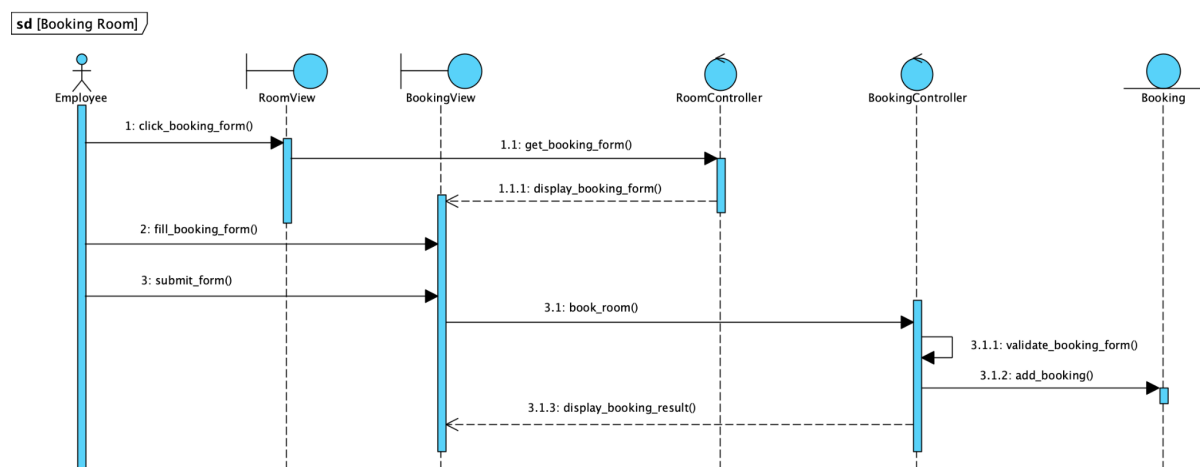 sd [Booking Room]
Employee
RoomView
BookingView
RoomController
BookingController
Booking
1: click_booking_form()
1.1: get_booking_form()
1.1.1: display_booking_form()
2: fill_booking_form()
3: submit_form()
3.1: book_room()
3.1.1: validate_booking_form()
3.1.2: add_booking()
3.1.3: display_booking_result()